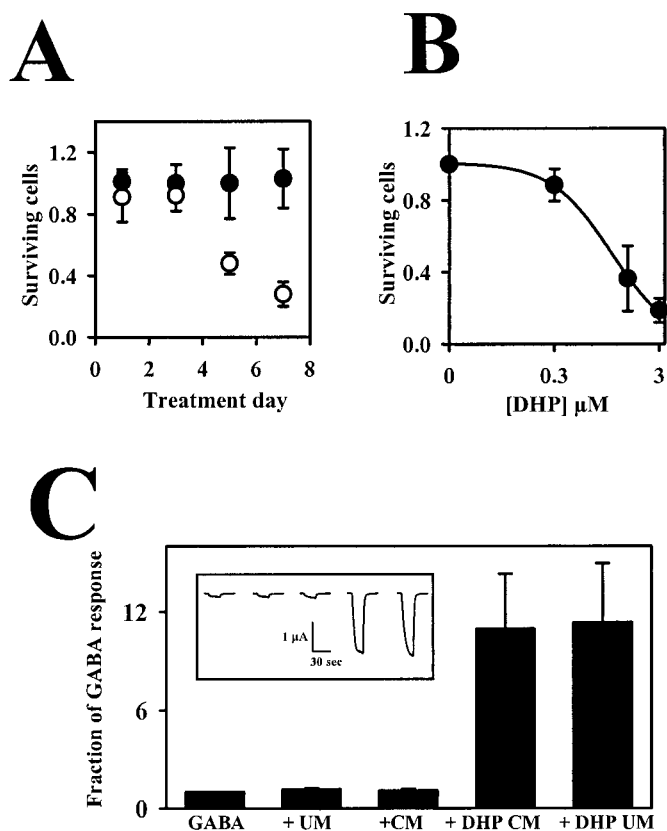 A
B
Surviving cells
1.2
0.8
0.4
0.0
0 2 4 6 8
Treatment day
Surviving cells
1.2
0.8
0.4
0.0
0 0.3 3
[DHP] µM
C
Fraction of GABA response
12
6
0
1 µA
30 sec
GABA + UM +CM + DHP CM + DHP UM